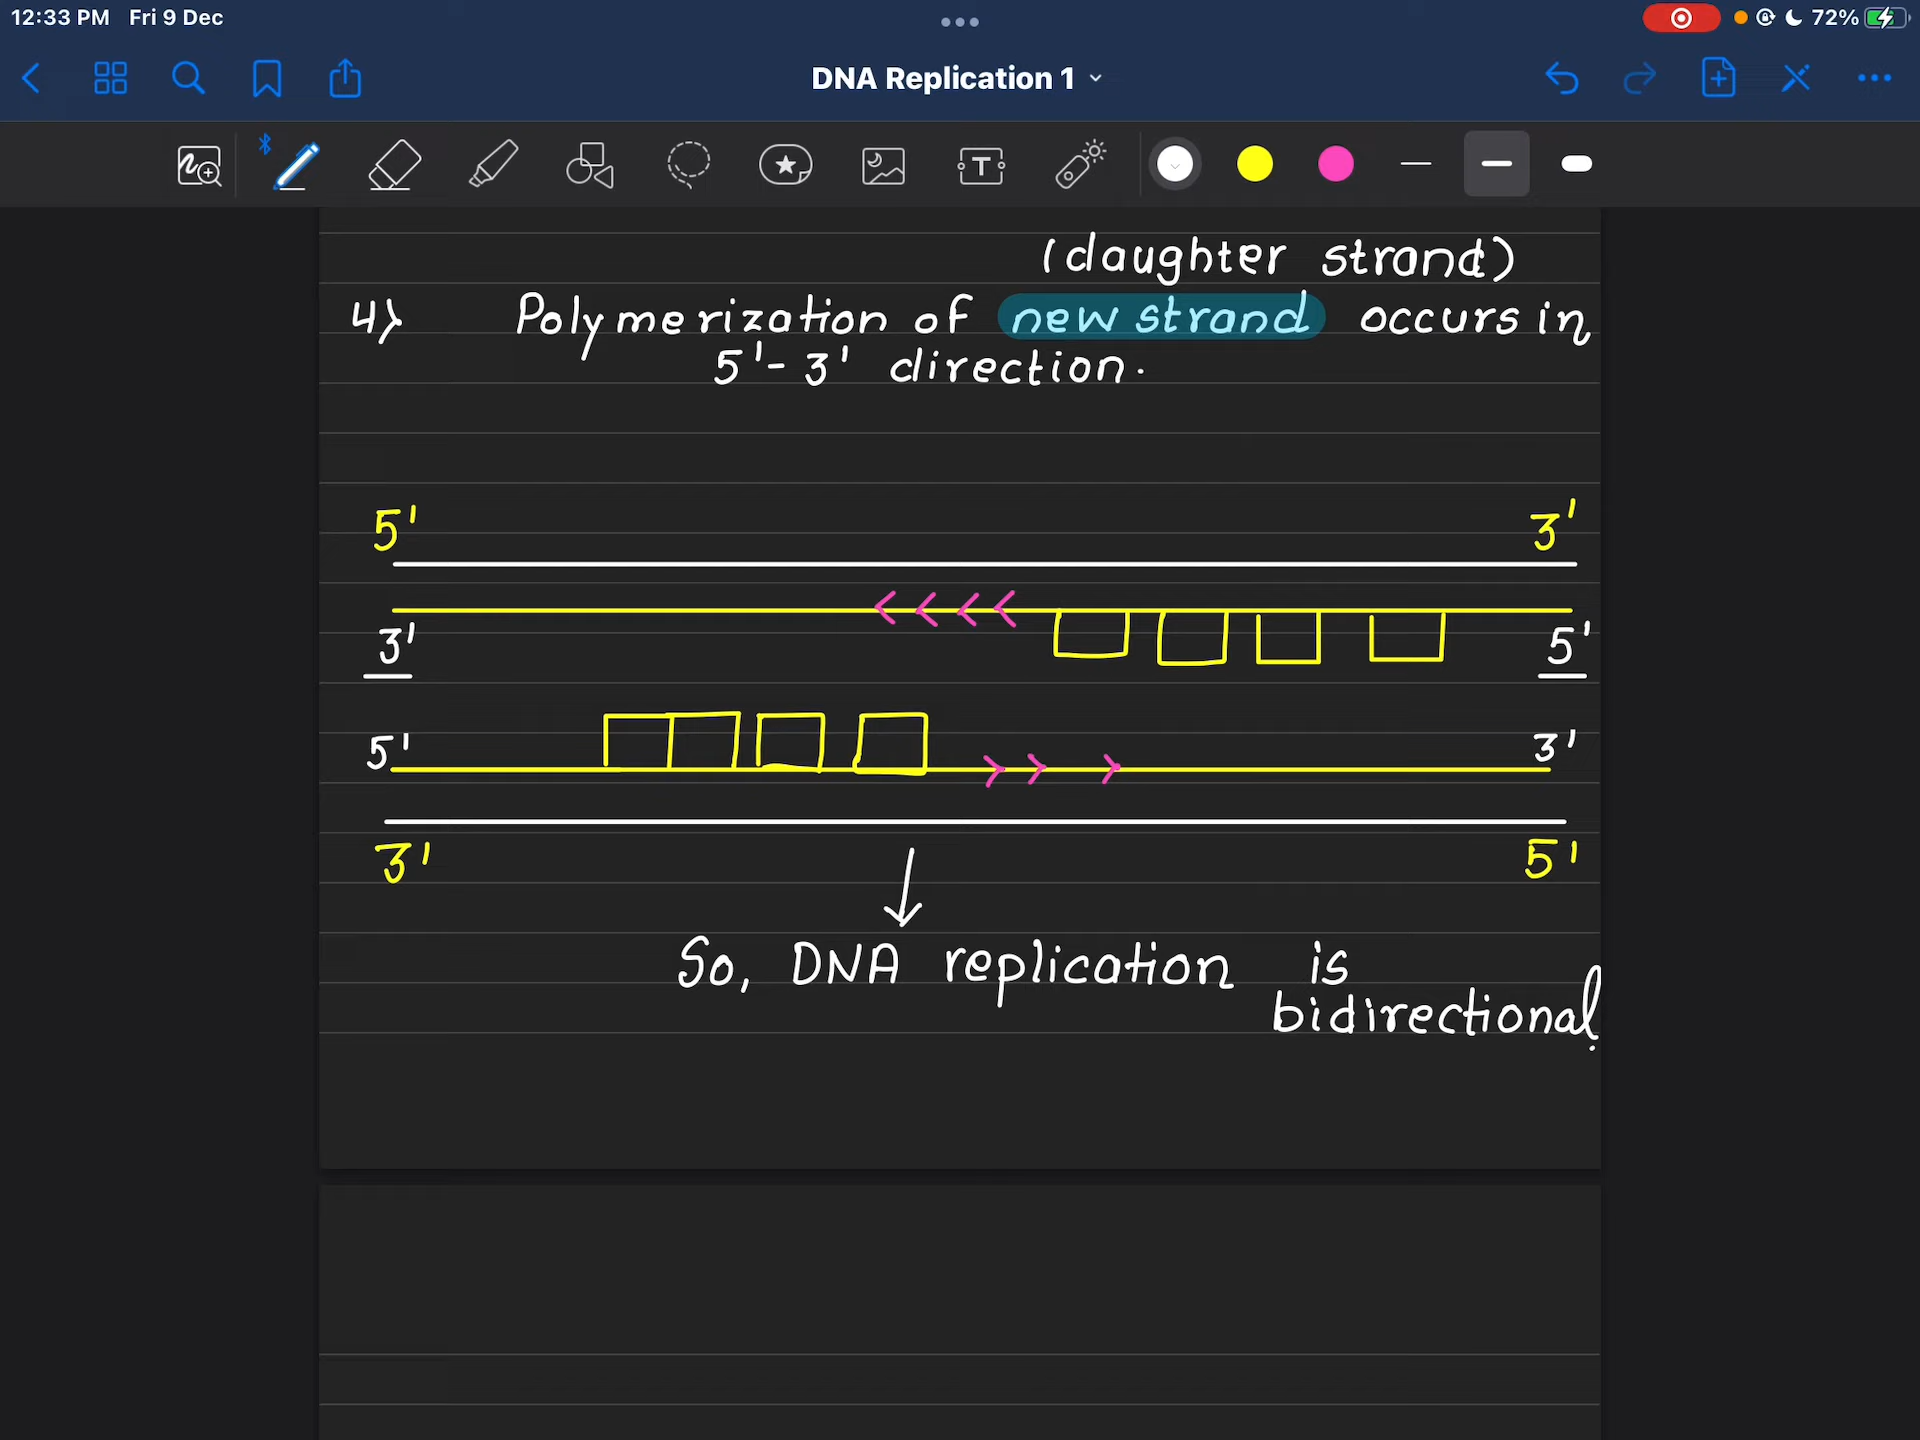 12:33 PM Fri 9 Dec
72%
DNA Replication 1
T
(daughter strand)
4) Polymerization of new strand occurs in
5'-3' direction.
5' 3'
3' 5'
5' 3'
3' 5'
So, DNA replication is
bidirectional.